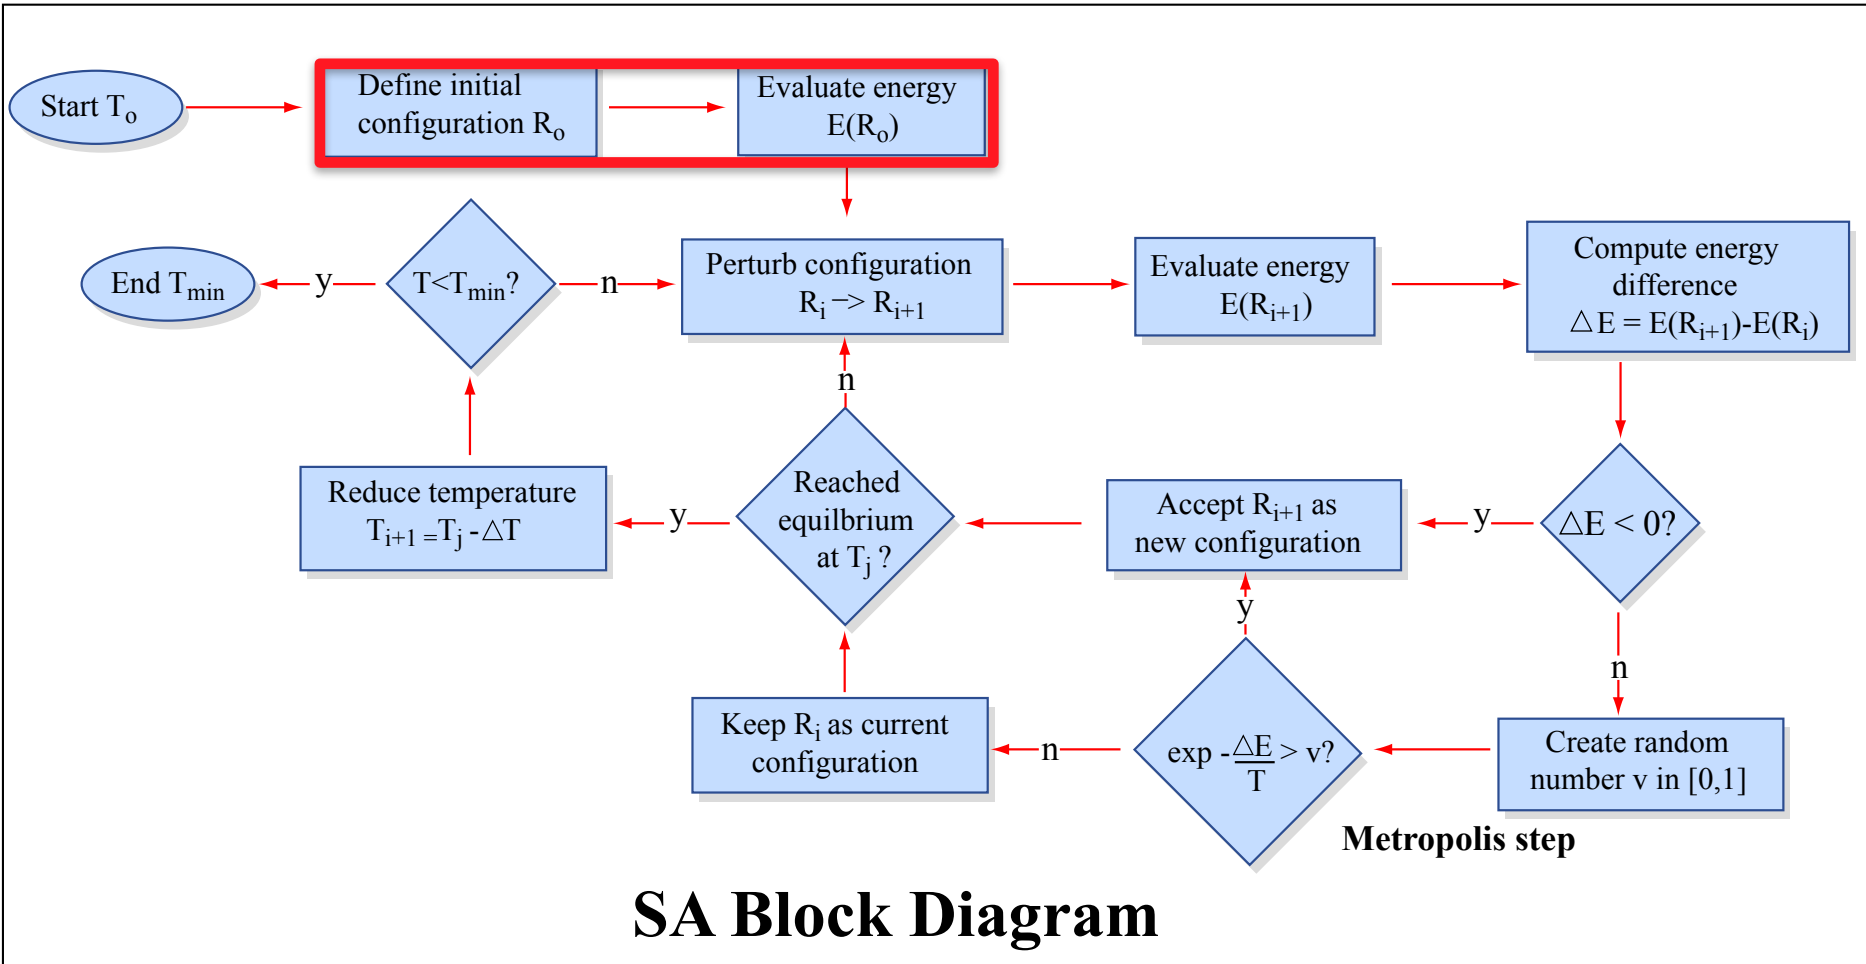 Start Tₒ
Define initial
configuration Rₒ
Evaluate energy
E(Rₒ)
End Tmin
y
T<Tmin?
n
Perturb configuration
Rᵢ –> Rᵢ₊₁
Evaluate energy
E(Rᵢ₊₁)
Compute energy
difference
△E = E(Rᵢ₊₁)-E(Rᵢ)
n
Reduce temperature
Tᵢ₊₁ = Tⱼ - △T
y
Reached
equilbrium
at Tⱼ ?
Accept Rᵢ₊₁ as
new configuration
y
△E < 0?
y
n
Keep Rᵢ as current
configuration
n
exp - △E/T > v?
Create random
number v in [0,1]
Metropolis step
SA Block Diagram